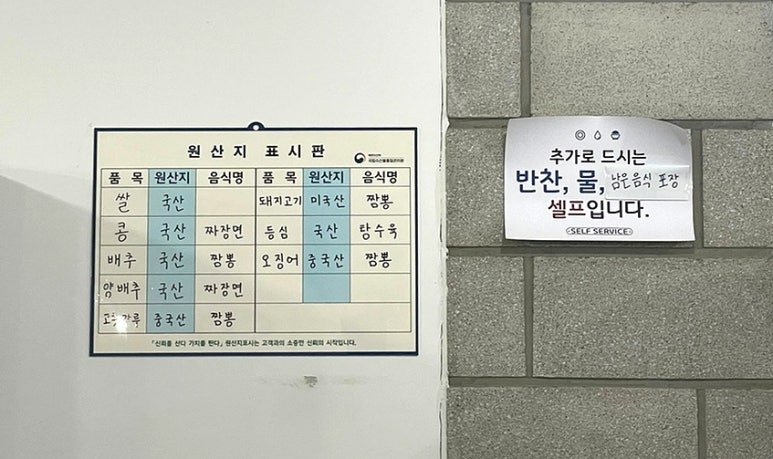 원산지 표시판
품 목 원산지 음식명 품 목 원산지 음식명
쌀 국산 돼지고기 미국산 짬뽕
콩 국산 짜장면 등심 국산 탕수육
배추 국산 짬뽕 오징어 중국산 짬뽕
양배추 국산 짜장면
중국산 짬뽕
「신뢰를 산다 가치를 판다」 원산지표시는 고객과의 소중한 신뢰의 시작입니다.
추가로 드시는
반찬, 물, 남은음식 포장
셀프입니다.
SELF SERVICE